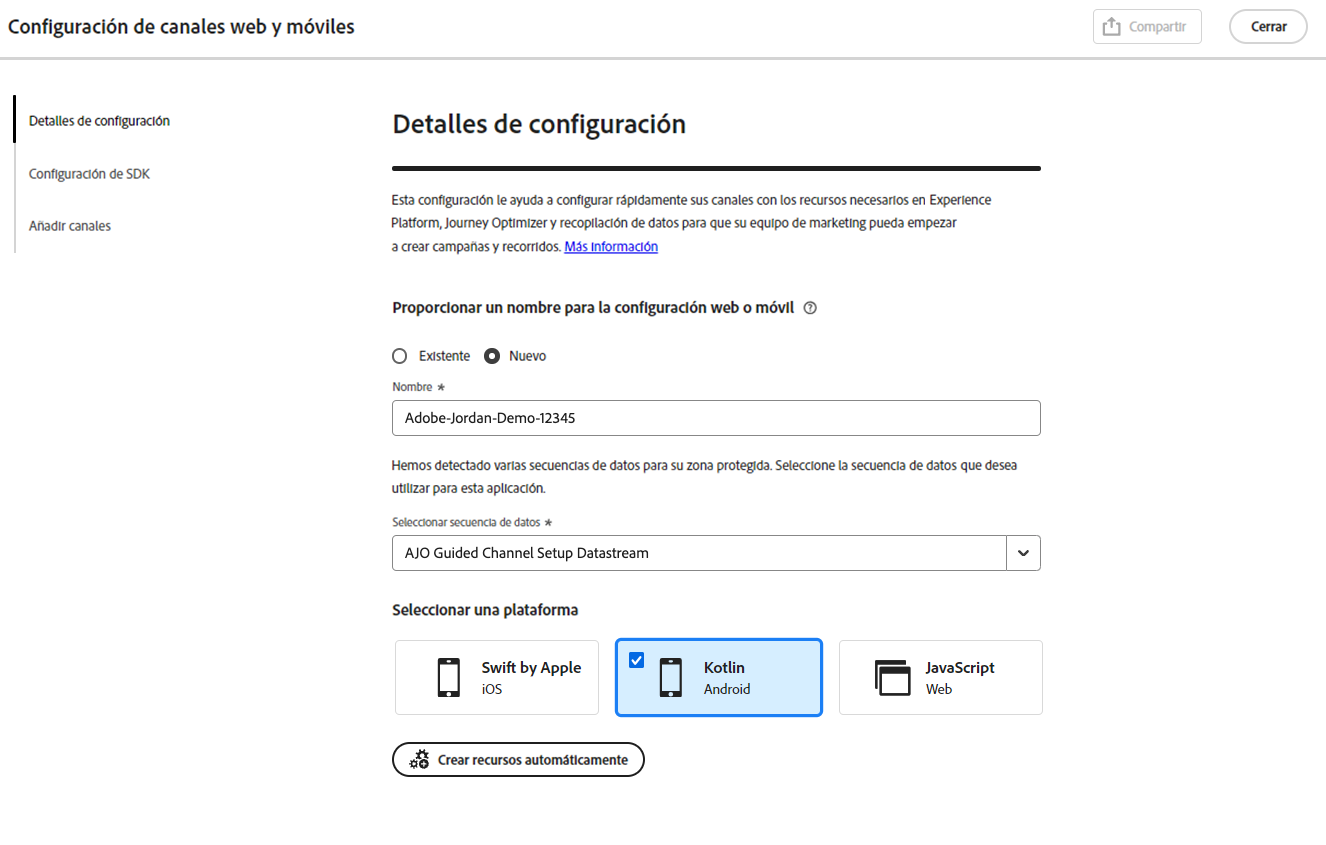 Configuración de canales web y móviles
Compartir
Cerrar
Detalles de configuración
Configuración de SDK
Añadir canales
Detalles de configuración
Esta configuración le ayuda a configurar rápidamente sus canales con los recursos necesarios en Experience
Platform, Journey Optimizer y recopilación de datos para que su equipo de marketing pueda empezar
a crear campañas y recorridos. Más información
Proporcionar un nombre para la configuración web o móvil ?
Existente
Nuevo
Nombre *
Adobe-Jordan-Demo-12345
Hemos detectado varias secuencias de datos para su zona protegida. Seleccione la secuencia de datos que desea
utilizar para esta aplicación.
Seleccionar secuencia de datos *
AJO Guided Channel Setup Datastream
Seleccionar una plataforma
Swift by Apple
iOS
Kotlin
Android
JavaScript
Web
Crear recursos automáticamente